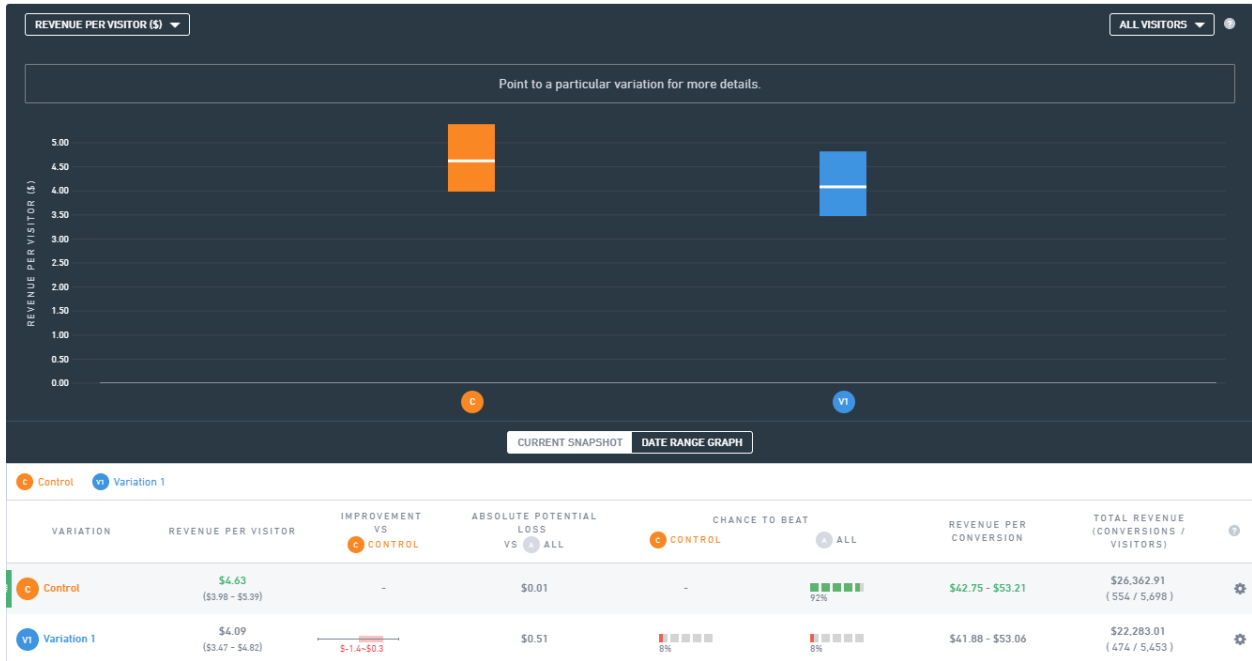 REVENUE PER VISITOR ($)
ALL VISITORS
?
Point to a particular variation for more details.
5.00
4.50
4.00
3.50
3.00
2.50
2.00
1.50
1.00
0.50
0.00
REVENUE PER VISITOR ($)
C
V1
CURRENT SNAPSHOT
DATE RANGE GRAPH
C Control
V1 Variation 1
VARIATION
REVENUE PER VISITOR
IMPROVEMENT
VS
C CONTROL
ABSOLUTE POTENTIAL
LOSS
VS A ALL
CHANCE TO BEAT
C CONTROL
A ALL
REVENUE PER
CONVERSION
TOTAL REVENUE
(CONVERSIONS /
VISITORS)
?
C Control
$4.63
($3.98 - $5.39)
-
$0.01
-
92%
$42.75 - $53.21
$26,362.91
( 554 / 5,698 )
V1 Variation 1
$4.09
($3.47 - $4.82)
$-1.4~$0.3
$0.51
8%
8%
$41.88 - $53.06
$22,283.01
( 474 / 5,453 )